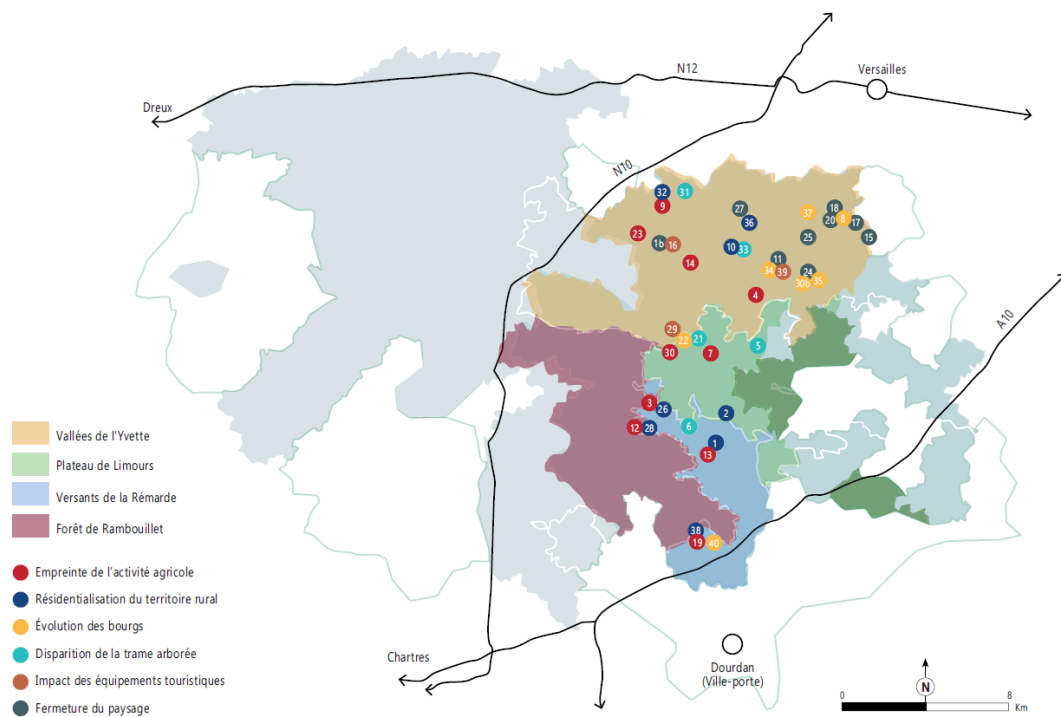 N12
Versailles
Dreux
N10
32
31
9
27
37
18
20
8
17
36
23
1b
16
25
15
10
33
14
11
34
39
24
30b
35
4
A10
29
22
21
30
7
5
3
26
2
12
28
6
1
13
38
19
40
Vallées de l'Yvette
Plateau de Limours
Versants de la Rémarde
Forêt de Rambouillet
Empreinte de l'activité agricole
Résidentialisation du territoire rural
Évolution des bourgs
Disparition de la trame arborée
Impact des équipements touristiques
Fermeture du paysage
Chartres
Dourdan
(Ville-porte)
N
0
8
Km